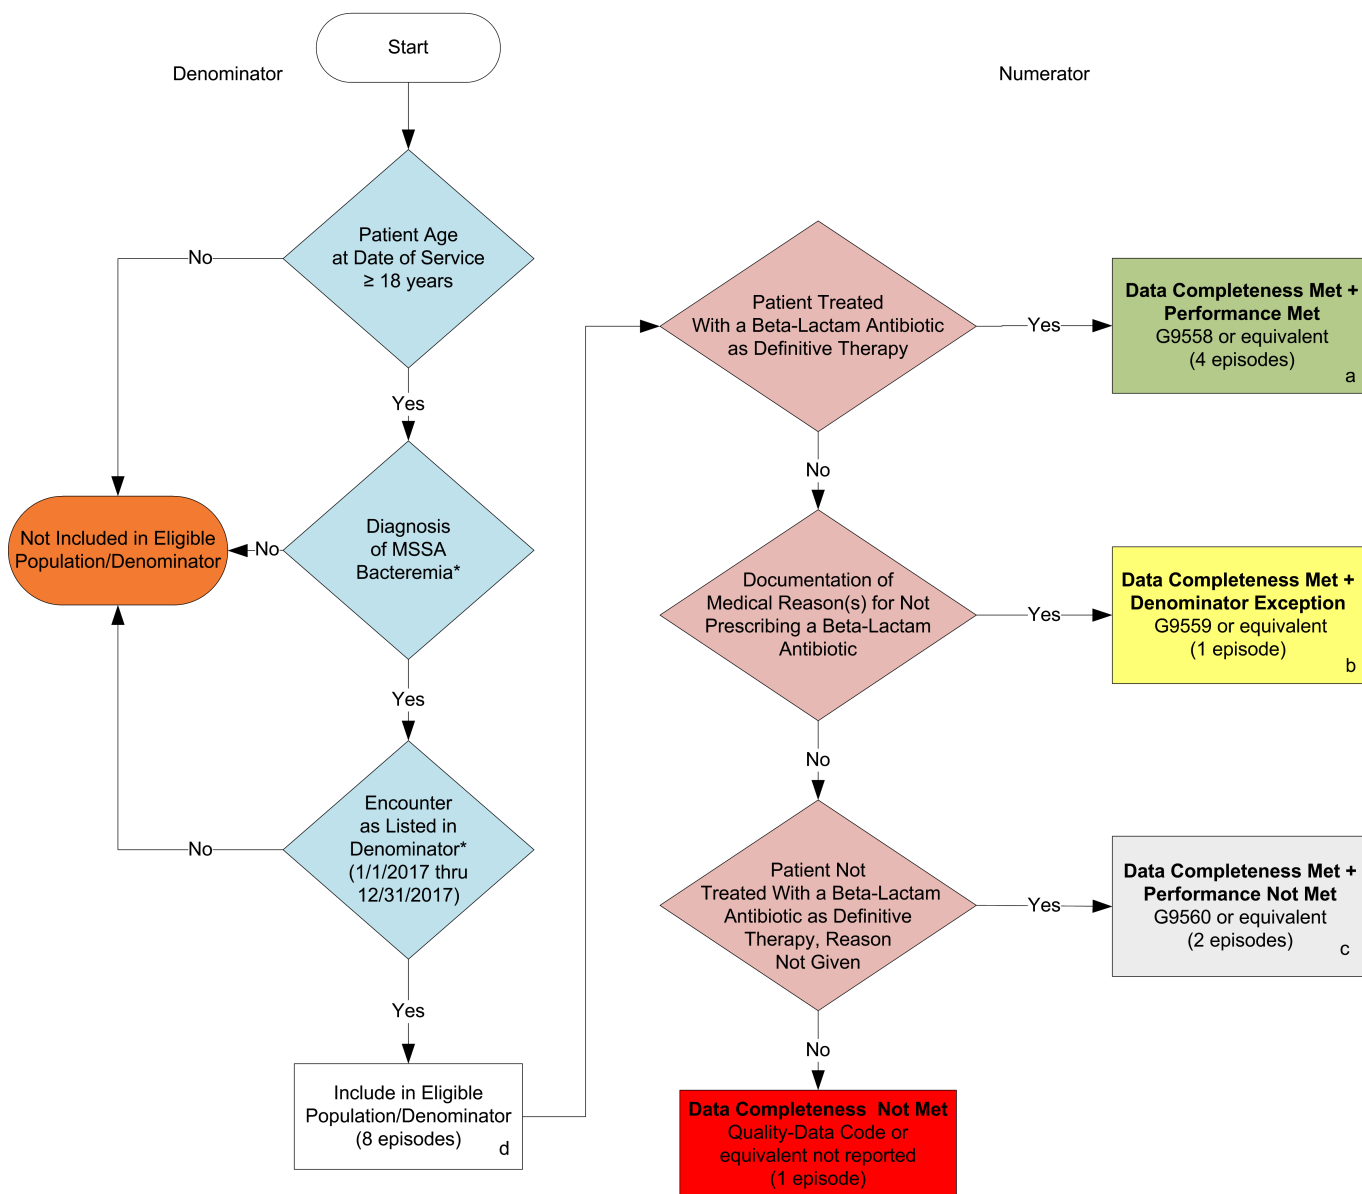 Start
Denominator
Numerator
Patient Age
at Date of Service
≥ 18 years
No
Yes
Diagnosis
of MSSA
Bacteremia*
No
Not Included in Eligible
Population/Denominator
Yes
Encounter
as Listed in
Denominator*
(1/1/2017 thru
12/31/2017)
No
Yes
Include in Eligible
Population/Denominator
(8 episodes)
d
Patient Treated
With a Beta-Lactam Antibiotic
as Definitive Therapy
Yes
Data Completeness Met +
Performance Met
G9558 or equivalent
(4 episodes)
a
No
Documentation of
Medical Reason(s) for Not
Prescribing a Beta-Lactam
Antibiotic
Yes
Data Completeness Met +
Denominator Exception
G9559 or equivalent
(1 episode)
b
No
Patient Not
Treated With a Beta-Lactam
Antibiotic as Definitive
Therapy, Reason
Not Given
Yes
Data Completeness Met +
Performance Not Met
G9560 or equivalent
(2 episodes)
c
No
Data Completeness  Not Met
Quality-Data Code or
equivalent not reported
(1 episode)